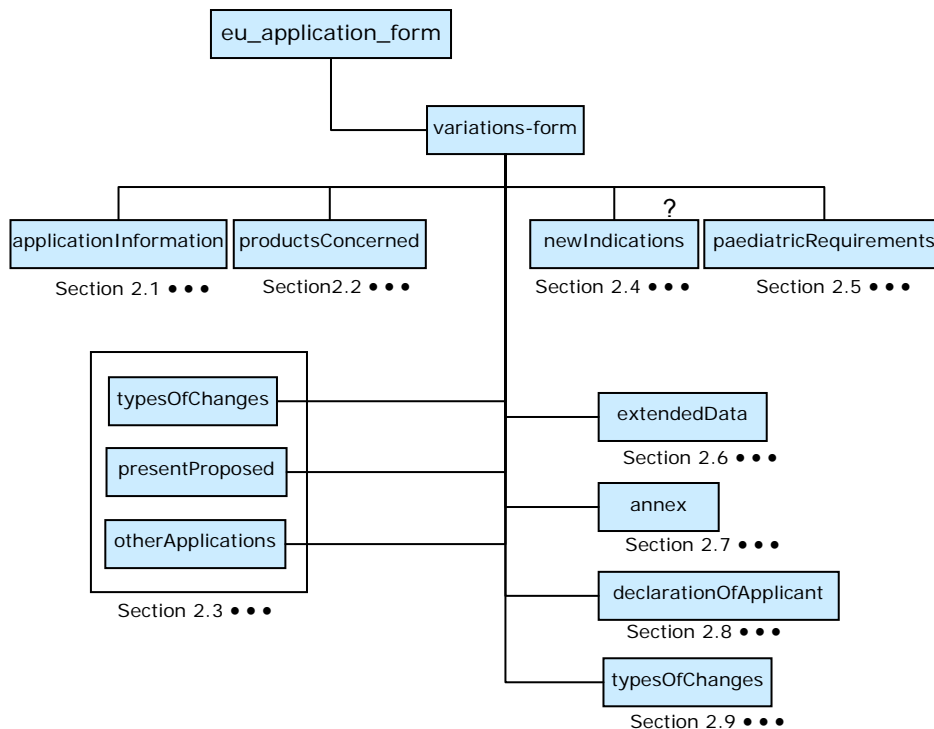 eu_application_form
variations-form
?
applicationInformation
productsConcerned
newIndications
paediatricRequirements
Section 2.1 •••
Section2.2 •••
Section 2.4 •••
Section 2.5 •••
typesOfChanges
presentProposed
otherApplications
Section 2.3 •••
extendedData
Section 2.6 •••
annex
Section 2.7 •••
declarationOfApplicant
Section 2.8 •••
typesOfChanges
Section 2.9 •••